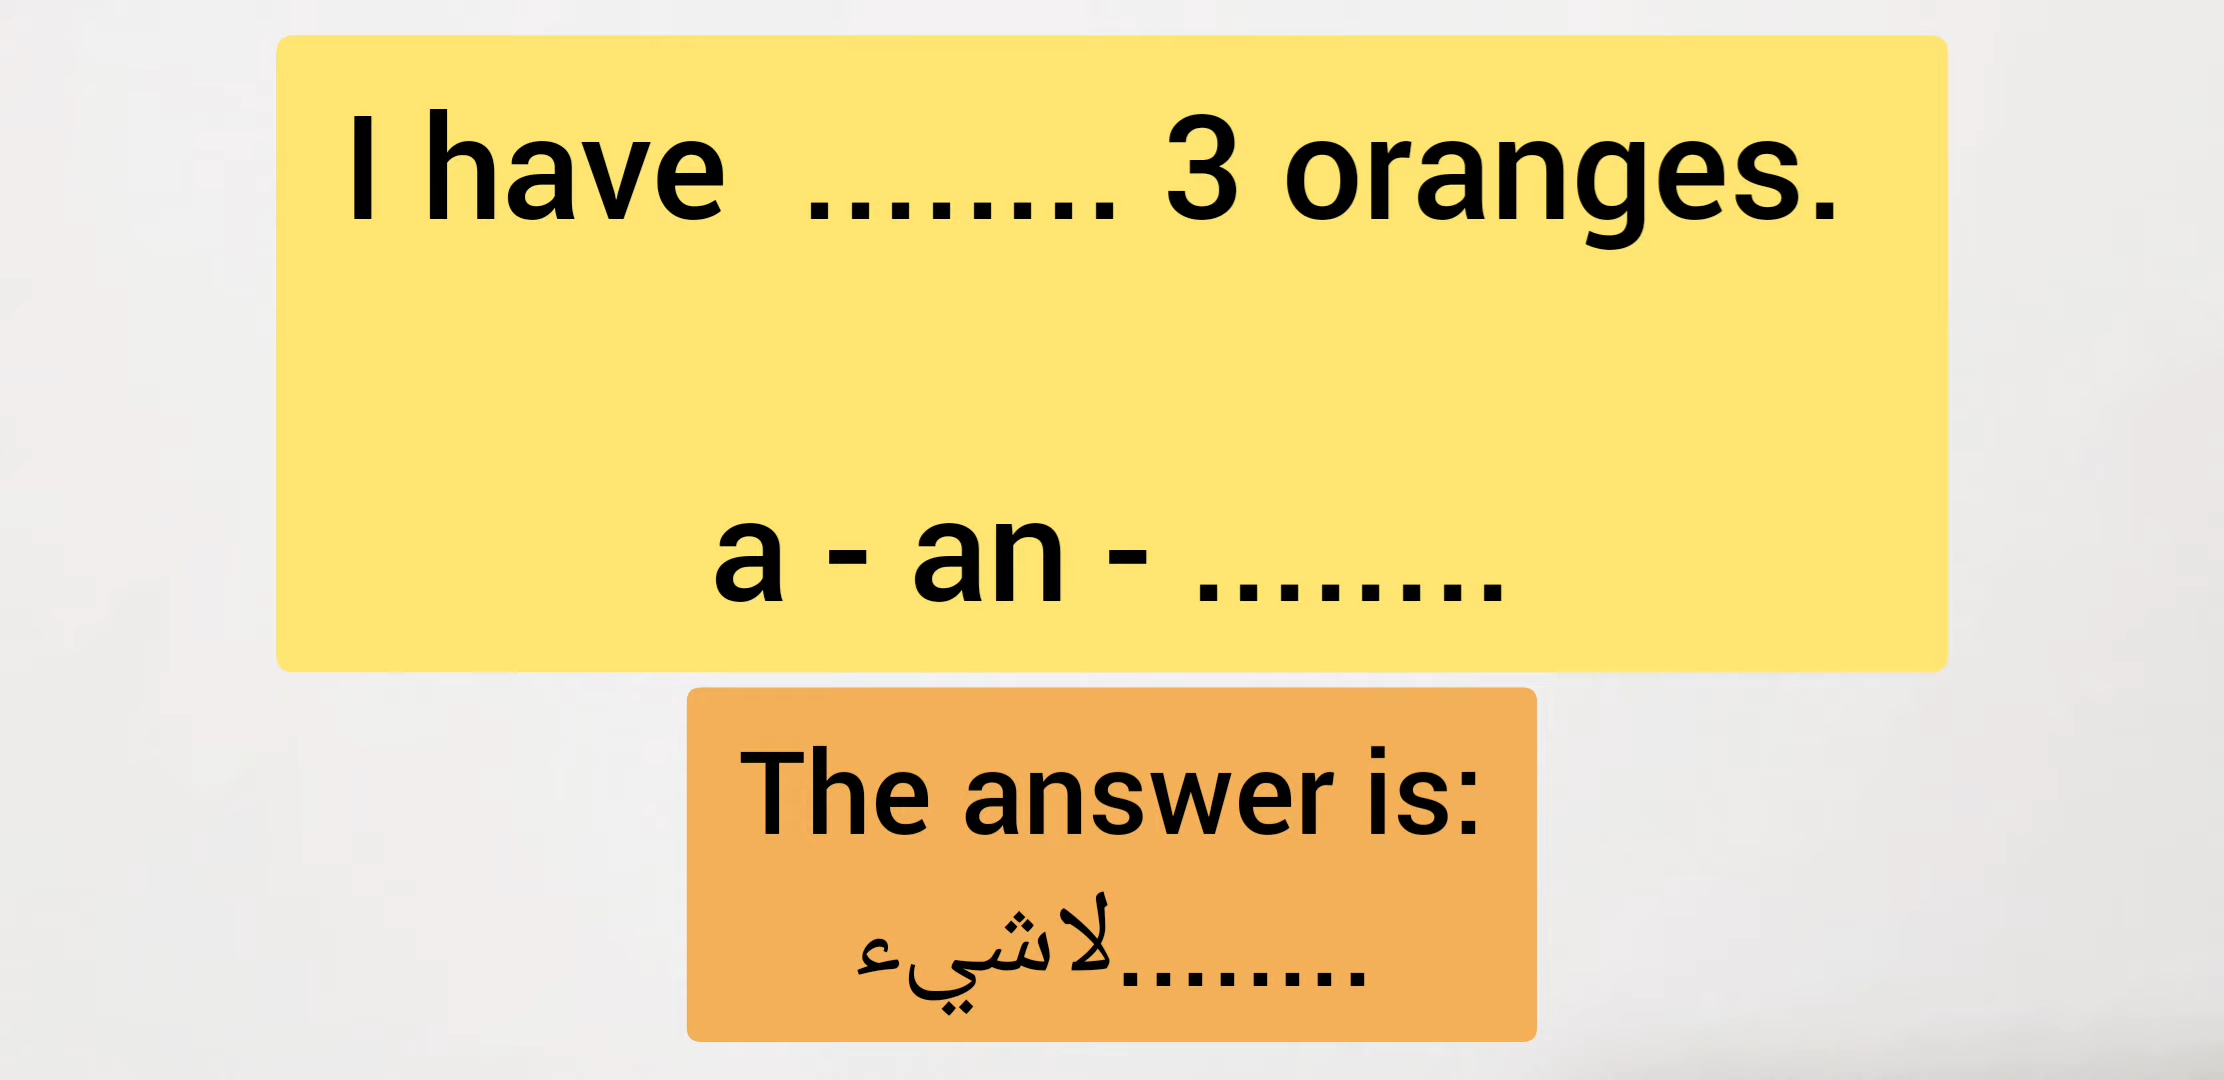 I have ........ 3 oranges.
a - an - ........
The answer is:
........لاشيء